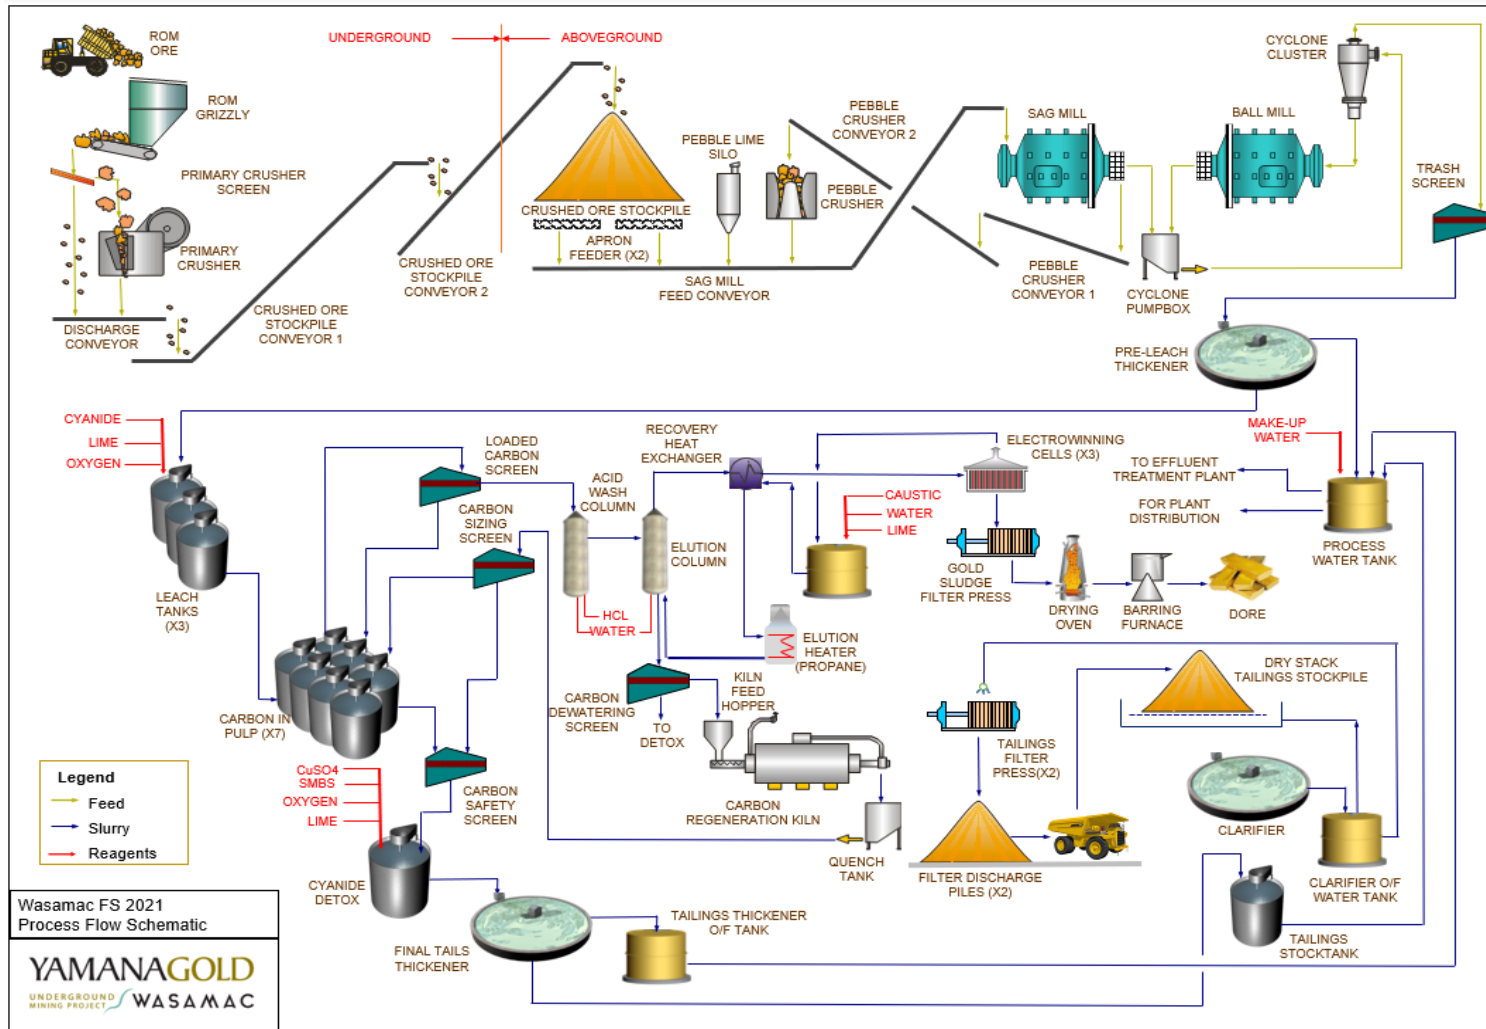 ROM
ORE
ROM
GRIZZLY
PRIMARY CRUSHER
SCREEN
PRIMARY
CRUSHER
DISCHARGE
CONVEYOR
CRUSHED ORE
STOCKPILE
CONVEYOR 1
UNDERGROUND
ABOVEGROUND
CRUSHED ORE
STOCKPILE
CONVEYOR 2
CRUSHED ORE STOCKPILE
APRON
FEEDER (X2)
PEBBLE LIME
SILO
PEBBLE
CRUSHER
PEBBLE
CRUSHER
CONVEYOR 2
SAG MILL
FEED CONVEYOR
PEBBLE
CRUSHER
CONVEYOR 1
SAG MILL
BALL MILL
CYCLONE
CLUSTER
CYCLONE
PUMPBOX
TRASH
SCREEN
PRE-LEACH
THICKENER
CYANIDE
LIME
OXYGEN
LEACH
TANKS
(X3)
LOADED
CARBON
SCREEN
CARBON
SIZING
SCREEN
ACID
WASH
COLUMN
RECOVERY
HEAT
EXCHANGER
ELUTION
COLUMN
HCL
WATER
ELUTION
HEATER
(PROPANE)
CAUSTIC
WATER
LIME
ELECTROWINNING
CELLS (X3)
GOLD
SLUDGE
FILTER PRESS
DRYING
OVEN
BARRING
FURNACE
DORE
MAKE-UP
WATER
TO EFFLUENT
TREATMENT PLANT
FOR PLANT
DISTRIBUTION
PROCESS
WATER TANK
CARBON IN
PULP (X7)
CARBON
DEWATERING
SCREEN
TO
DETOX
KILN
FEED
HOPPER
CARBON
REGENERATION KILN
QUENCH
TANK
CARBON
SAFETY
SCREEN
CuSO4
SMBS
OXYGEN
LIME
CYANIDE
DETOX
FINAL TAILS
THICKENER
TAILINGS THICKENER
O/F TANK
TAILINGS
FILTER
PRESS(X2)
FILTER DISCHARGE
PILES (X2)
DRY STACK
TAILINGS STOCKPILE
CLARIFIER
CLARIFIER O/F
WATER TANK
TAILINGS
STOCKTANK
Legend
Feed
Slurry
Reagents
Wasamac FS 2021
Process Flow Schematic
YAMANAGOLD
UNDERGROUND
MINING PROJECT
WASAMAC